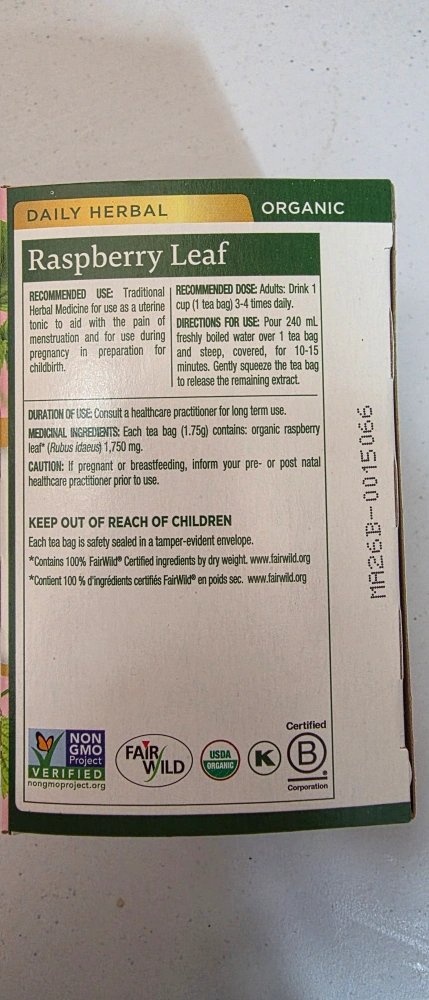 DAILY HERBAL
ORGANIC
Raspberry Leaf
RECOMMENDED USE: Traditional
Herbal Medicine for use as a uterine
tonic to aid with the pain of
menstruation and for use during
pregnancy in preparation for
childbirth.
RECOMMENDED DOSE: Adults: Drink 1
cup (1 tea bag) 3-4 times daily.
DIRECTIONS FOR USE: Pour 240 mL
freshly boiled water over 1 tea bag
and steep, covered, for 10-15
minutes. Gently squeeze the tea bag
to release the remaining extract.
DURATION OF USE: Consult a healthcare practitioner for long term use.
MEDICINAL INGREDIENTS: Each tea bag (1.75g) contains: organic raspberry
leaf* (Rubus idaeus) 1,750 mg.
CAUTION: If pregnant or breastfeeding, inform your pre- or post natal
healthcare practitioner prior to use.
KEEP OUT OF REACH OF CHILDREN
Each tea bag is safety sealed in a tamper-evident envelope.
*Contains 100% FairWild® Certified ingredients by dry weight. www.fairwild.org
*Contient 100 % d'ingrédients certifiés FairWild® en poids sec. www.fairwild.org
NON
GMO
Project
VERIFIED
nongmoproject.org
FAIR
WILD
USDA
ORGANIC
K
Certified
B
Corporation
MA26B-0015066